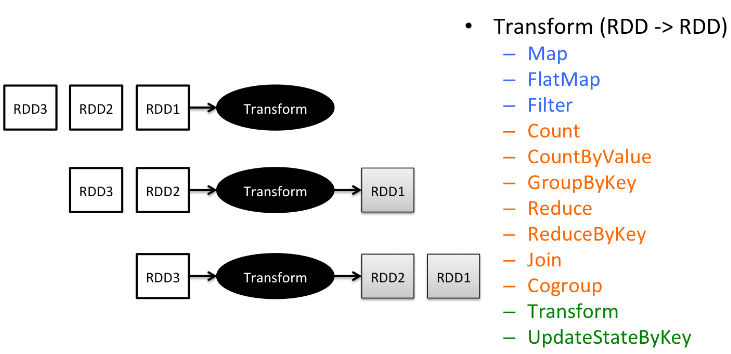 RDD3 RDD2 RDD1 Transform
RDD3 RDD2 Transform RDD1
RDD3 Transform RDD2 RDD1
• Transform (RDD -> RDD)
– Map
– FlatMap
– Filter
– Count
– CountByValue
– GroupByKey
– Reduce
– ReduceByKey
– Join
– Cogroup
– Transform
– UpdateStateByKey